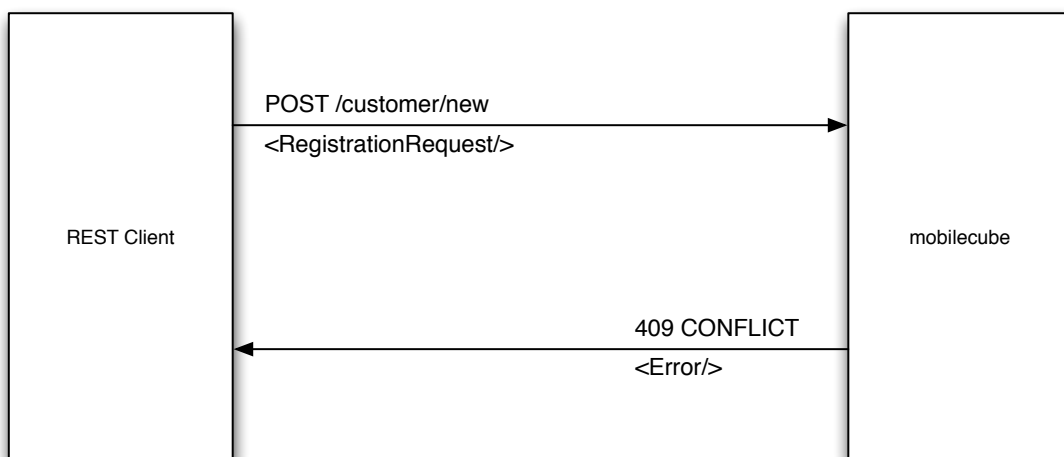 POST /customer/new
<RegistrationRequest/>
REST Client
mobilecube
409 CONFLICT
<Error/>